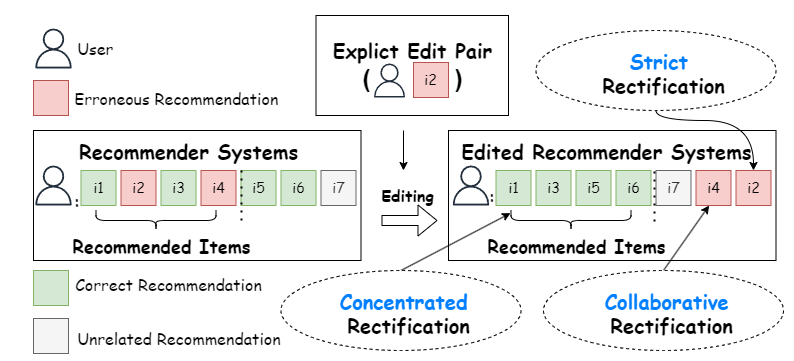 User
Erroneous Recommendation
Explict Edit Pair
( i2 )
Strict
Rectification
Recommender Systems
: i1 i2 i3 i4 i5 i6 i7
Recommended Items
Editing
Edited Recommender Systems
: i1 i3 i5 i6 i7 i4 i2
Recommended Items
Correct Recommendation
Unrelated Recommendation
Concentrated
Rectification
Collaborative
Rectification